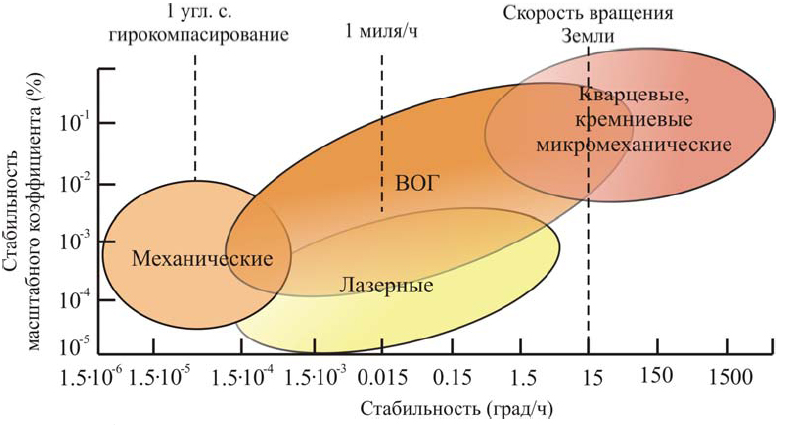 1 угл. с.
гирокомпасирование
1 миля/ч
Скорость вращения
Земли
Стабильность
масштабного коэффициента (%)
10⁻¹
10⁻²
10⁻³
10⁻⁴
10⁻⁵
Кварцевые,
кремниевые
микромеханические
ВОГ
Механические
Лазерные
1.5·10⁻⁶ 1.5·10⁻⁵ 1.5·10⁻⁴ 1.5·10⁻³ 0.015 0.15 1.5 15 150 1500
Стабильность (град/ч)